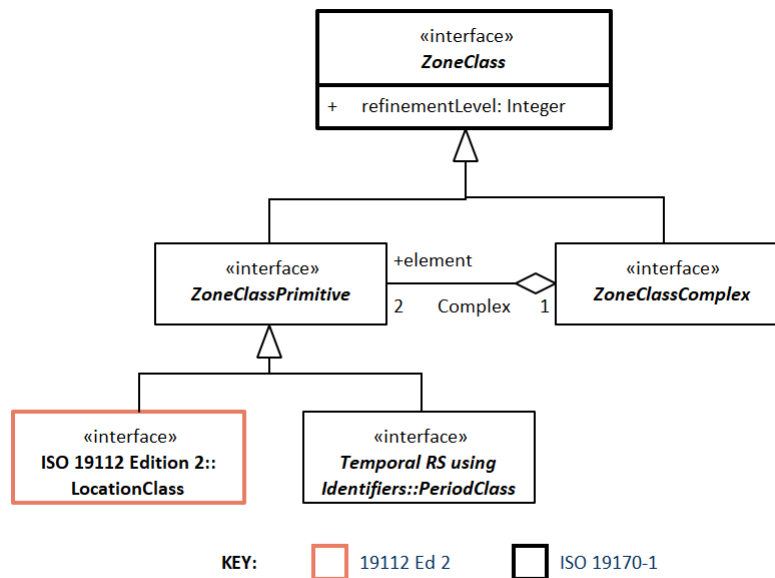 «interface»
ZoneClass
+ refinementLevel: Integer
«interface»
ZoneClassPrimitive
+element
2 Complex 1
«interface»
ZoneClassComplex
«interface»
ISO 19112 Edition 2::
LocationClass
«interface»
Temporal RS using
Identifiers::PeriodClass
KEY: 19112 Ed 2 ISO 19170-1